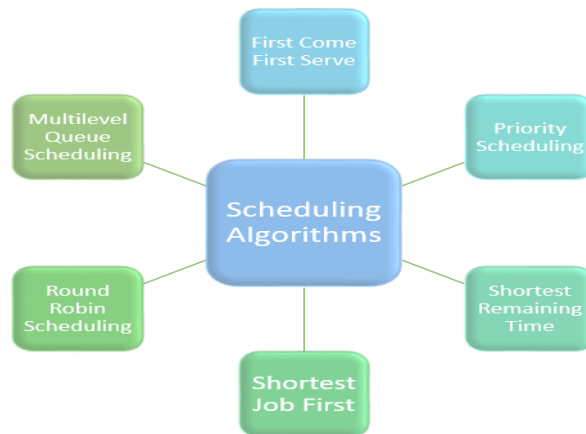 First Come
First Serve
Multilevel
Queue
Scheduling
Priority
Scheduling
Scheduling
Algorithms
Round
Robin
Scheduling
Shortest
Remaining
Time
Shortest
Job First